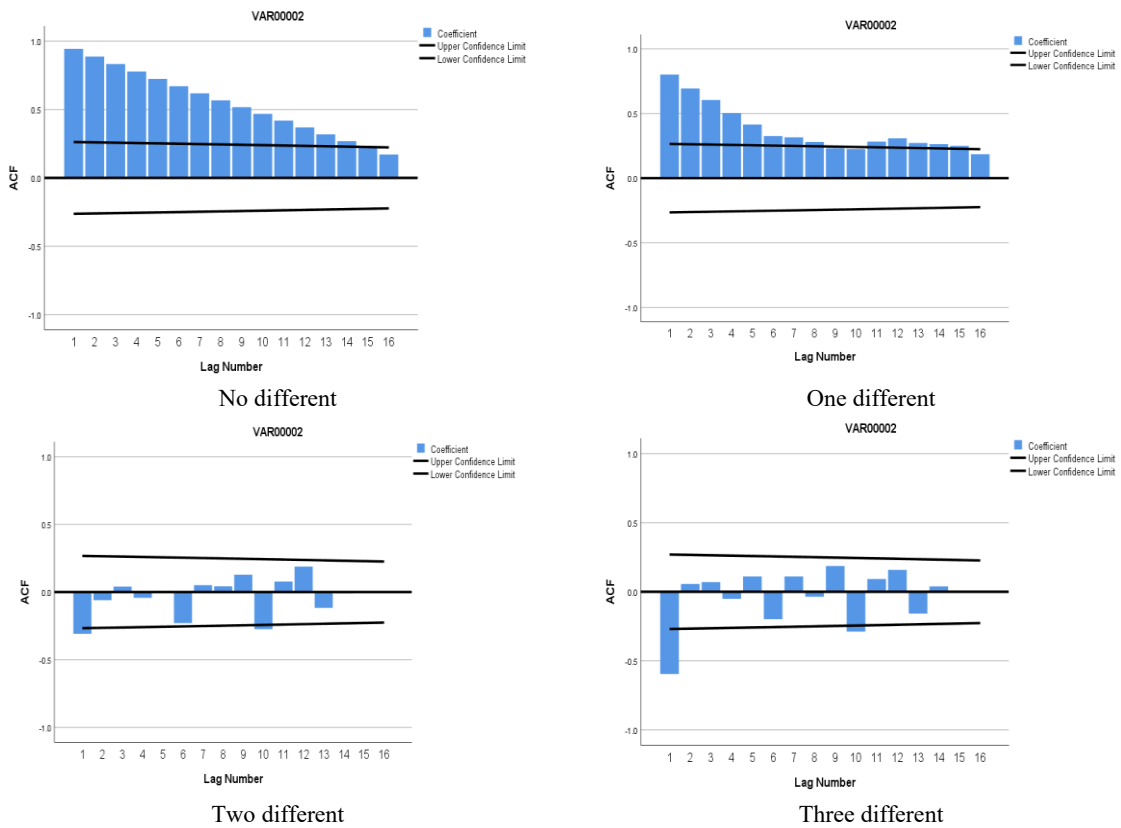 VAR00002
Coefficient
Upper Confidence Limit
Lower Confidence Limit
1.0
0.5
0.0
-0.5
-1.0
ACF
1 2 3 4 5 6 7 8 9 10 11 12 13 14 15 16
Lag Number
No different
VAR00002
Coefficient
Upper Confidence Limit
Lower Confidence Limit
1.0
0.5
0.0
-0.5
-1.0
ACF
1 2 3 4 5 6 7 8 9 10 11 12 13 14 15 16
Lag Number
One different
VAR00002
Coefficient
Upper Confidence Limit
Lower Confidence Limit
1.0
0.5
0.0
-0.5
-1.0
ACF
1 2 3 4 5 6 7 8 9 10 11 12 13 14 15 16
Lag Number
Two different
VAR00002
Coefficient
Upper Confidence Limit
Lower Confidence Limit
1.0
0.5
0.0
-0.5
-1.0
ACF
1 2 3 4 5 6 7 8 9 10 11 12 13 14 15 16
Lag Number
Three different